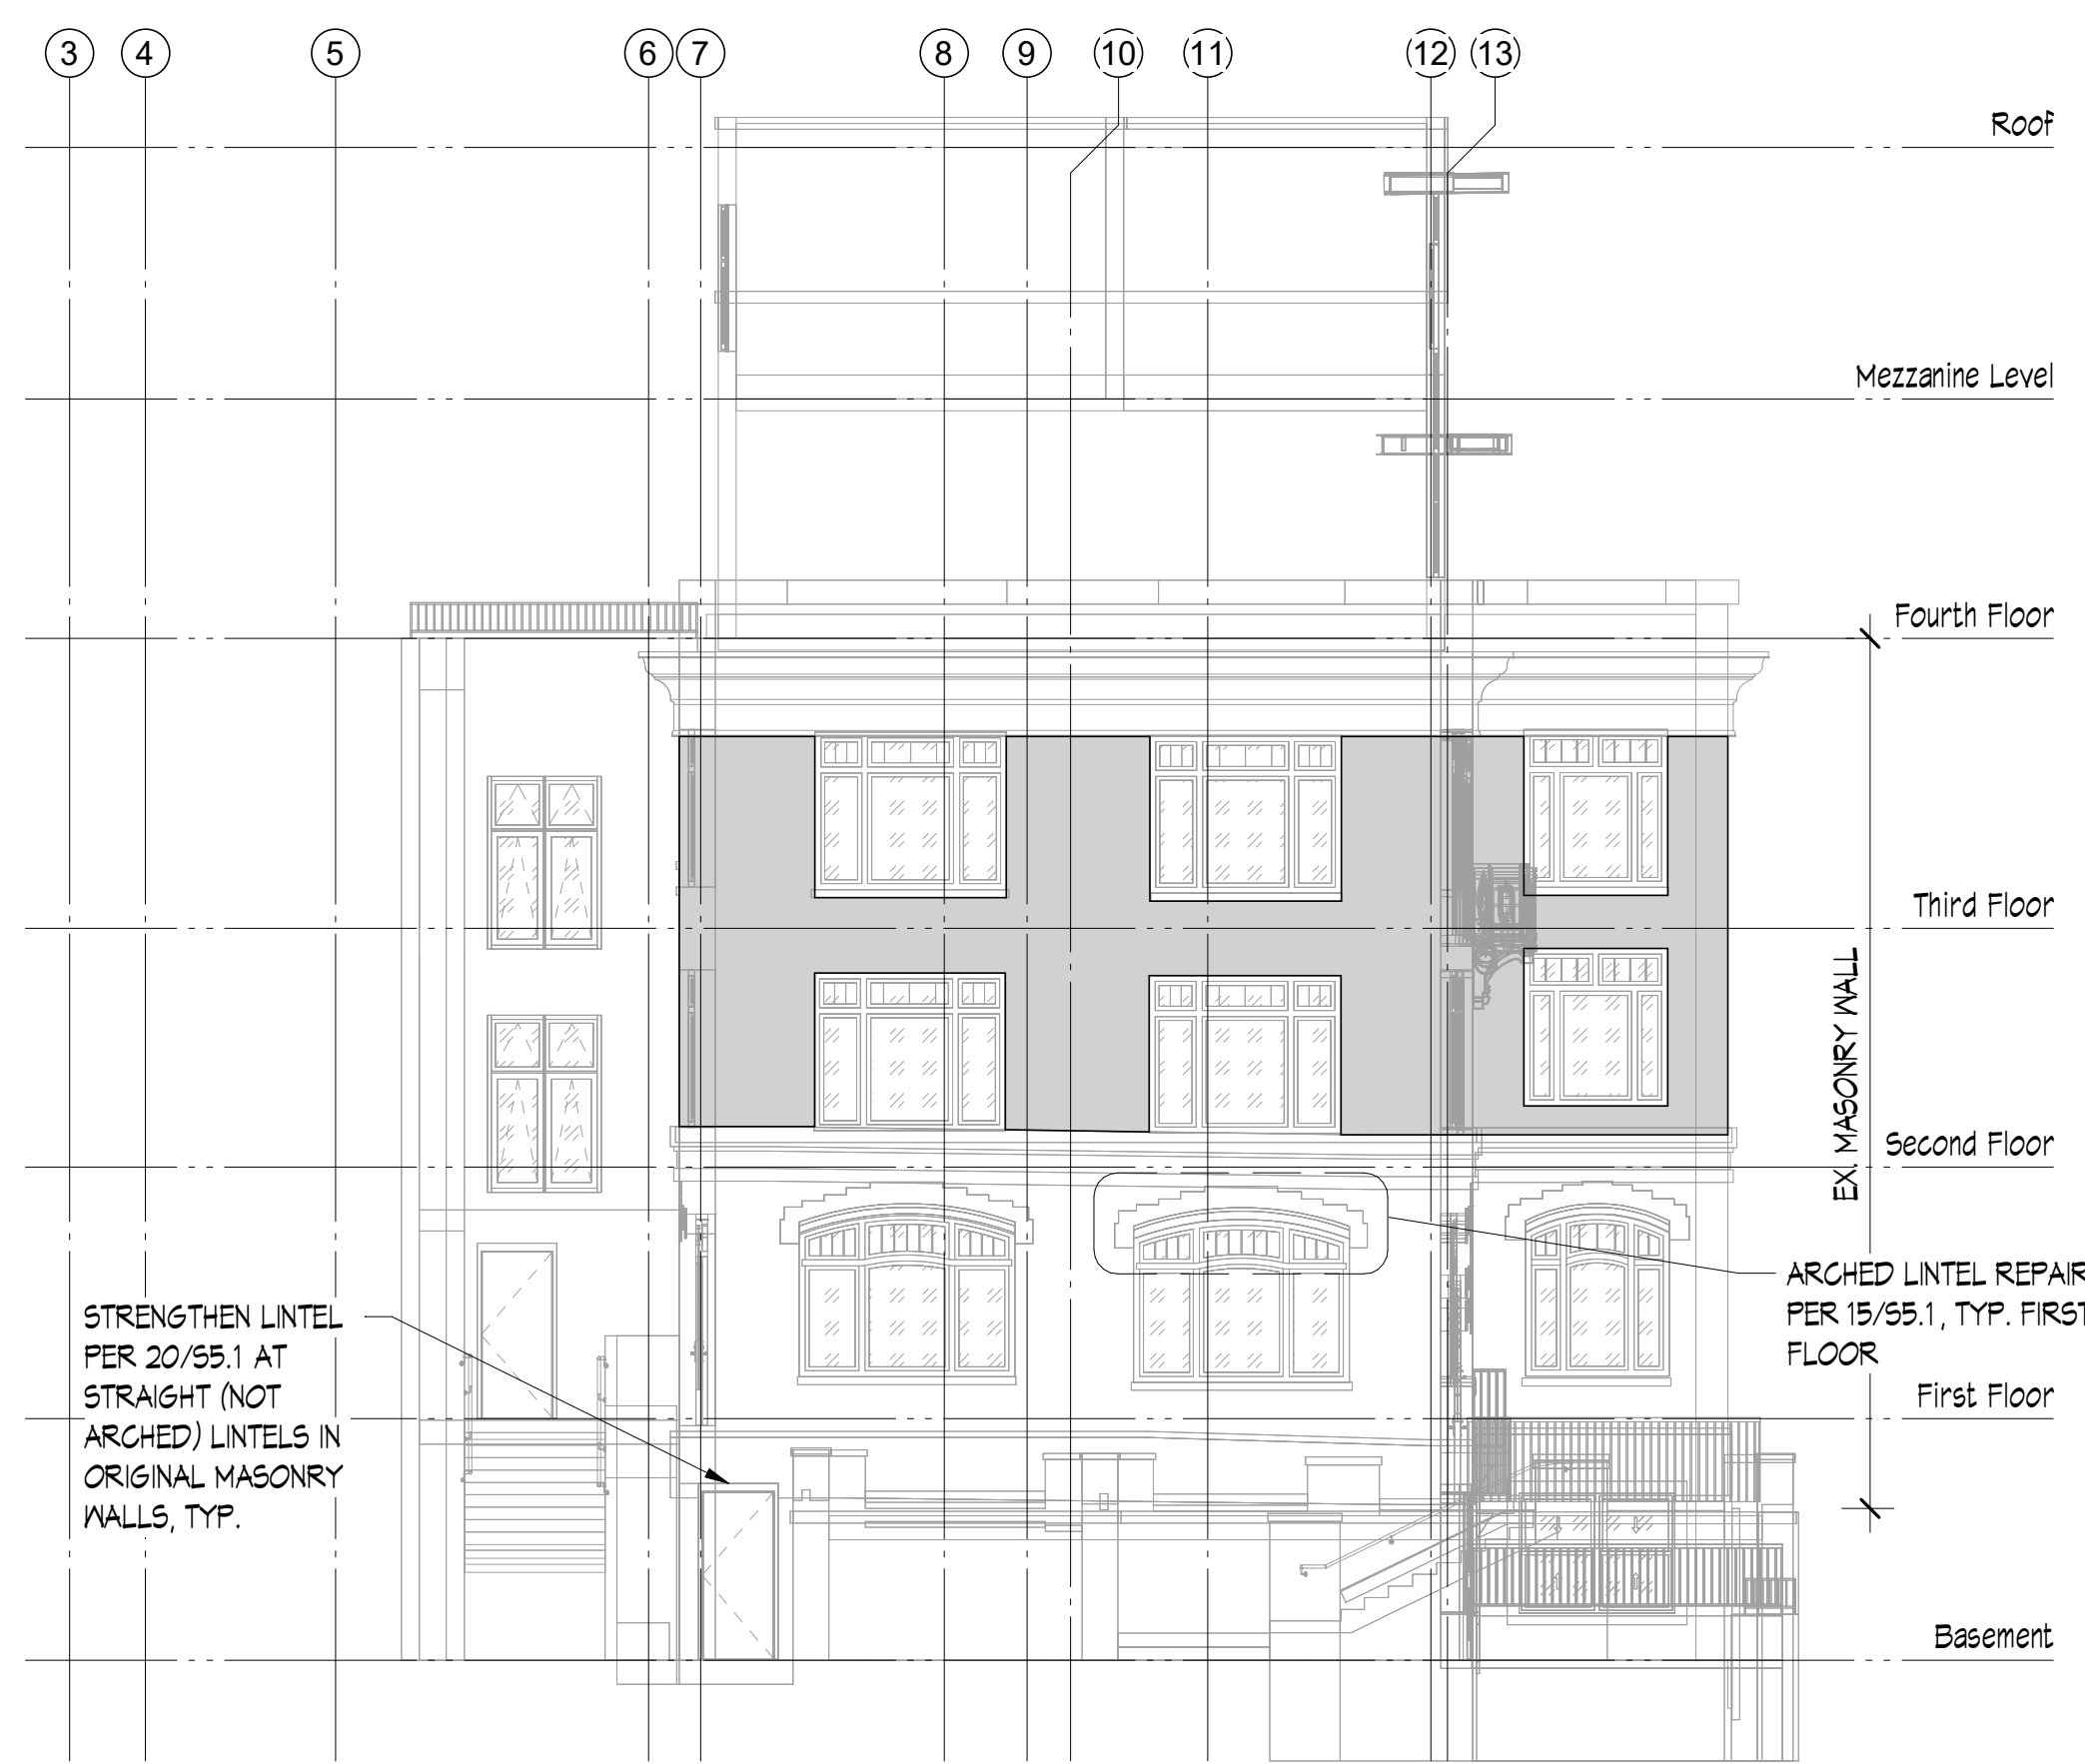 3 4 5 6 7 8 9 10 11 12 13
Roof
Mezzanine Level
Fourth Floor
Third Floor
EX. MASONRY WALL
Second Floor
ARCHED LINTEL REPAIR
PER 15/S5.1, TYP. FIRST
FLOOR
First Floor
STRENGTHEN LINTEL
PER 20/S5.1 AT
STRAIGHT (NOT
ARCHED) LINTELS IN
ORIGINAL MASONRY
WALLS, TYP.
Basement